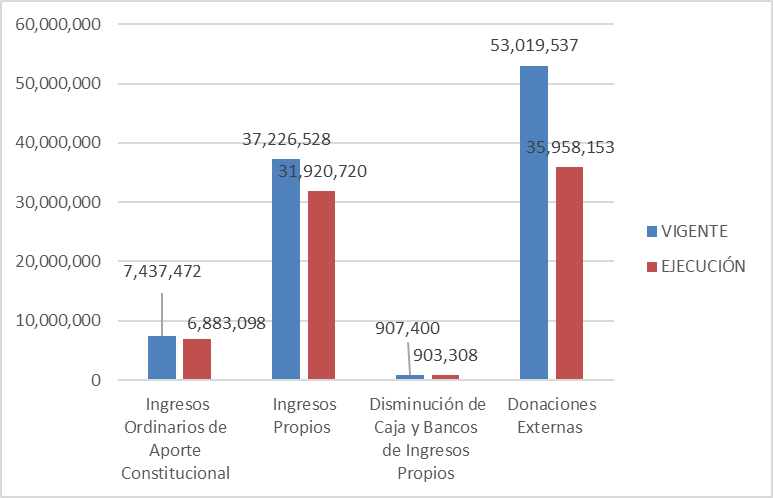 60,000,000
50,000,000
40,000,000
30,000,000
20,000,000
10,000,000
0
7,437,472
6,883,098
37,226,528
31,920,720
907,400
903,308
53,019,537
35,958,153
Ingresos
Ordinarios de
Aporte
Constitucional
Ingresos
Propios
Disminución de
Caja y Bancos
de Ingresos
Propios
Donaciones
Externas
VIGENTE
EJECUCIÓN